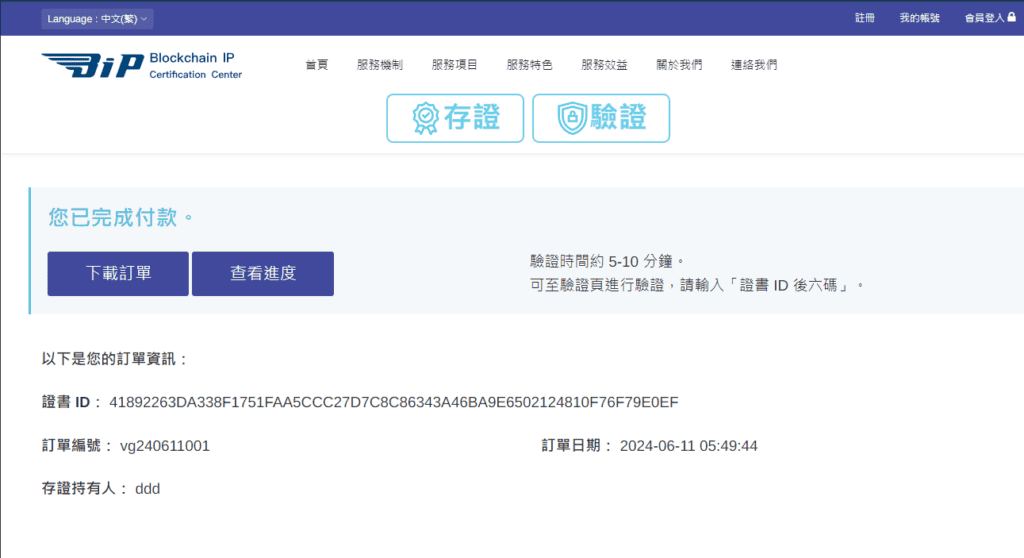 Language : 中文(繁)
註冊 我的帳號 會員登入
BiP Blockchain IP
Certification Center
首頁 服務機制 服務項目 服務特色 服務效益 關於我們 連絡我們
存證 驗證
您已完成付款。
下載訂單 查看進度
驗證時間約 5-10 分鐘。
可至驗證頁進行驗證，請輸入「證書 ID 後六碼」。
以下是您的訂單資訊：
證書 ID： 41892263DA338F1751FAA5CCC27D7C8C86343A46BA9E6502124810F76F79E0EF
訂單編號： vg240611001
訂單日期： 2024-06-11 05:49:44
存證持有人： ddd